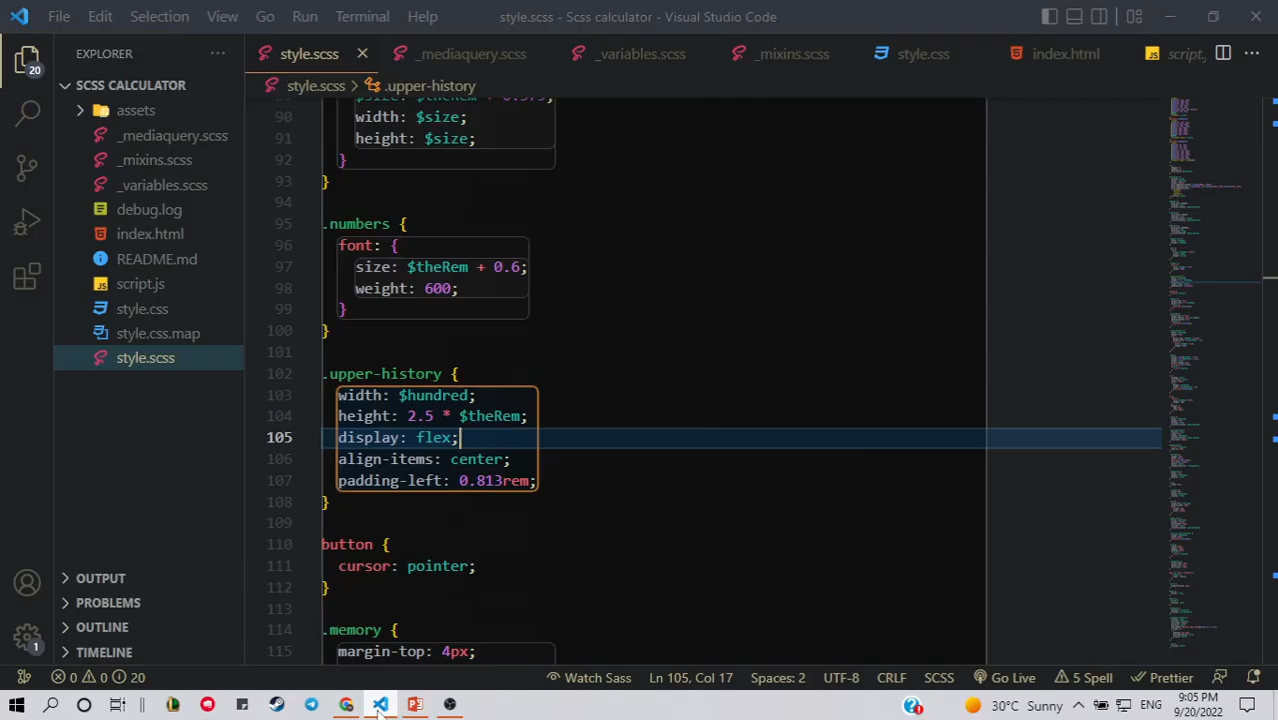 File Edit Selection View Go Run Terminal Help style.scss - Scss calculator - Visual Studio Code
EXPLORER
style.scss _mediaquery.scss _variables.scss _mixins.scss style.css index.html script.
style.scss > .upper-history
20
SCSS CALCULATOR
assets
_mediaquery.scss
_mixins.scss
_variables.scss
debug.log
index.html
README.md
script.js
style.css
style.css.map
style.scss
OUTPUT
PROBLEMS
OUTLINE
TIMELINE
1
89 $size: $theRem + 0.375;
90 width: $size;
91 height: $size;
92 }
93 }
94
95 .numbers {
96 font: {
97 size: $theRem + 0.6;
98 weight: 600;
99 }
100 }
101
102 .upper-history {
103 width: $hundred;
104 height: 2.5 * $theRem;
105 display: flex;
106 align-items: center;
107 padding-left: 0.813rem;
108 }
109
110 button {
111 cursor: pointer;
112 }
113
114 .memory {
115 margin-top: 4px;
0 0 20 Watch Sass Ln 105, Col 17 Spaces: 2 UTF-8 CRLF SCSS Go Live 5 Spell Prettier
30°C Sunny ENG 9:05 PM
9/20/2022